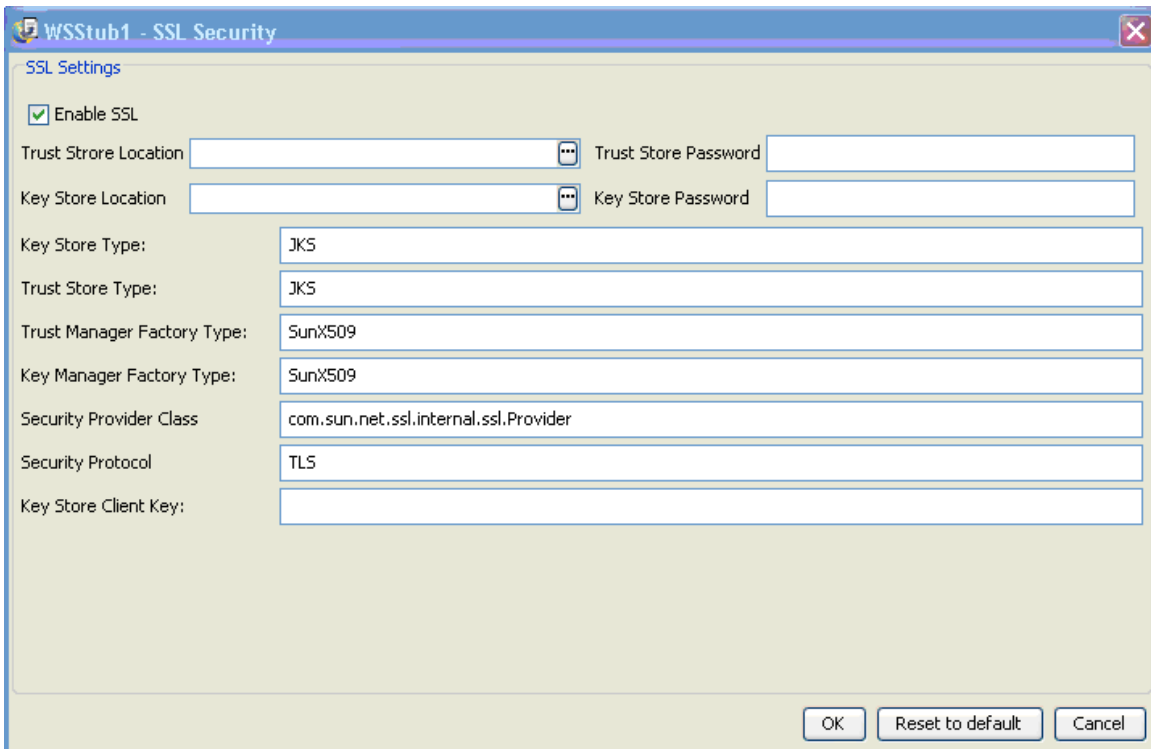 WSStub1 - SSL Security
SSL Settings
Enable SSL
Trust Strore Location
Trust Store Password
Key Store Location
Key Store Password
Key Store Type:
JKS
Trust Store Type:
JKS
Trust Manager Factory Type:
SunX509
Key Manager Factory Type:
SunX509
Security Provider Class
com.sun.net.ssl.internal.ssl.Provider
Security Protocol
TLS
Key Store Client Key:
OK
Reset to default
Cancel